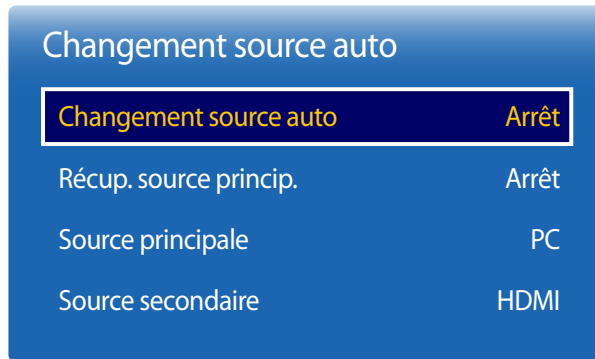 Changement source auto
Changement source auto Arrêt
Récup. source princip. Arrêt
Source principale PC
Source secondaire HDMI